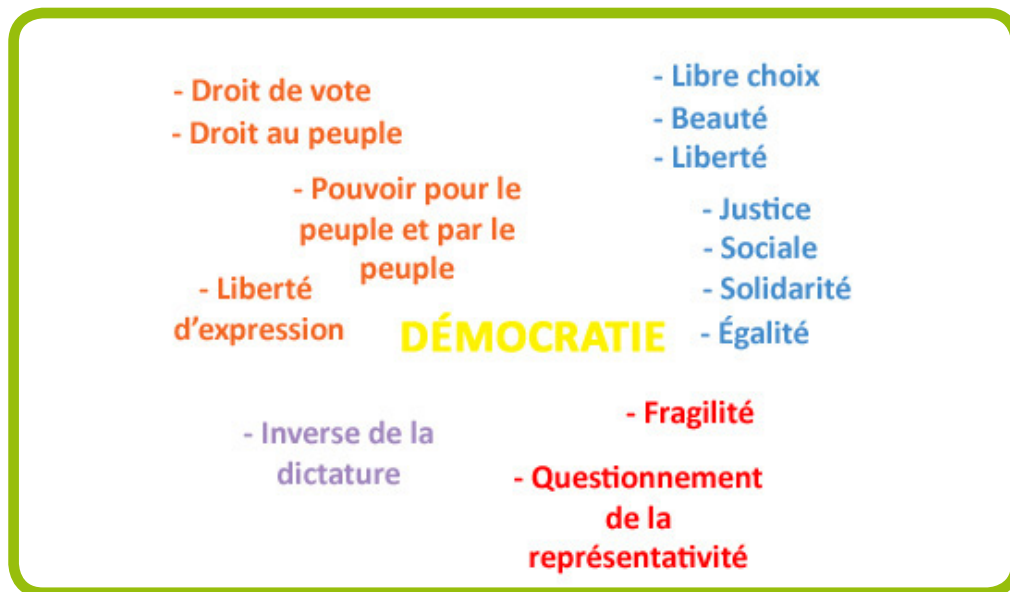 - Droit de vote
- Droit au peuple
- Pouvoir pour le
peuple et par le
peuple
- Liberté
d'expression
DÉMOCRATIE
- Libre choix
- Beauté
- Liberté
- Justice
- Sociale
- Solidarité
- Égalité
- Inverse de la
dictature
- Fragilité
- Questionnement
de la
représentativité